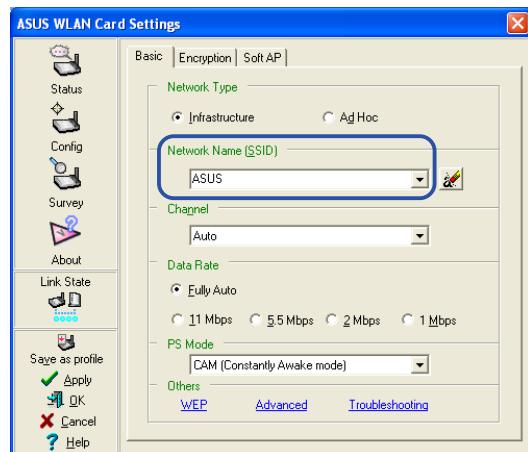 ASUS WLAN Card Settings
Status
Config
Survey
About
Link State
Save as profile
Apply
OK
Cancel
Help
Basic
Encryption
Soft AP
Network Type
Infrastructure
Ad Hoc
Network Name (SSID)
ASUS
Channel
Auto
Data Rate
Fully Auto
11 Mbps
5.5 Mbps
2 Mbps
1 Mbps
PS Mode
CAM (Constantly Awake mode)
Others
WEP
Advanced
Troubleshooting